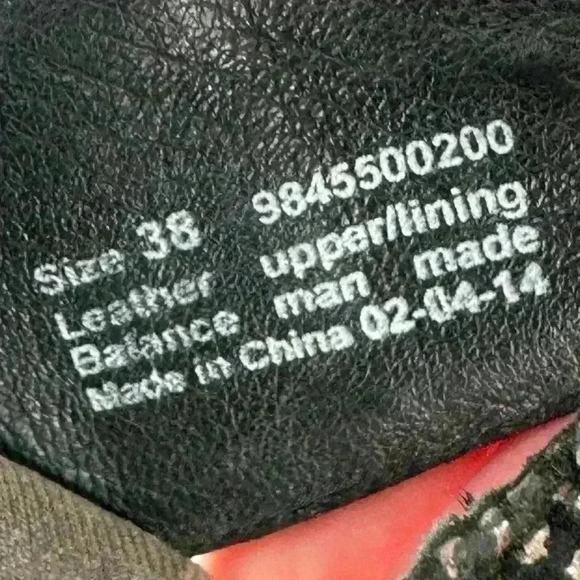 Size 38 9845500200
Leather upper/lining
Balance man made
Made in China 02-04-14